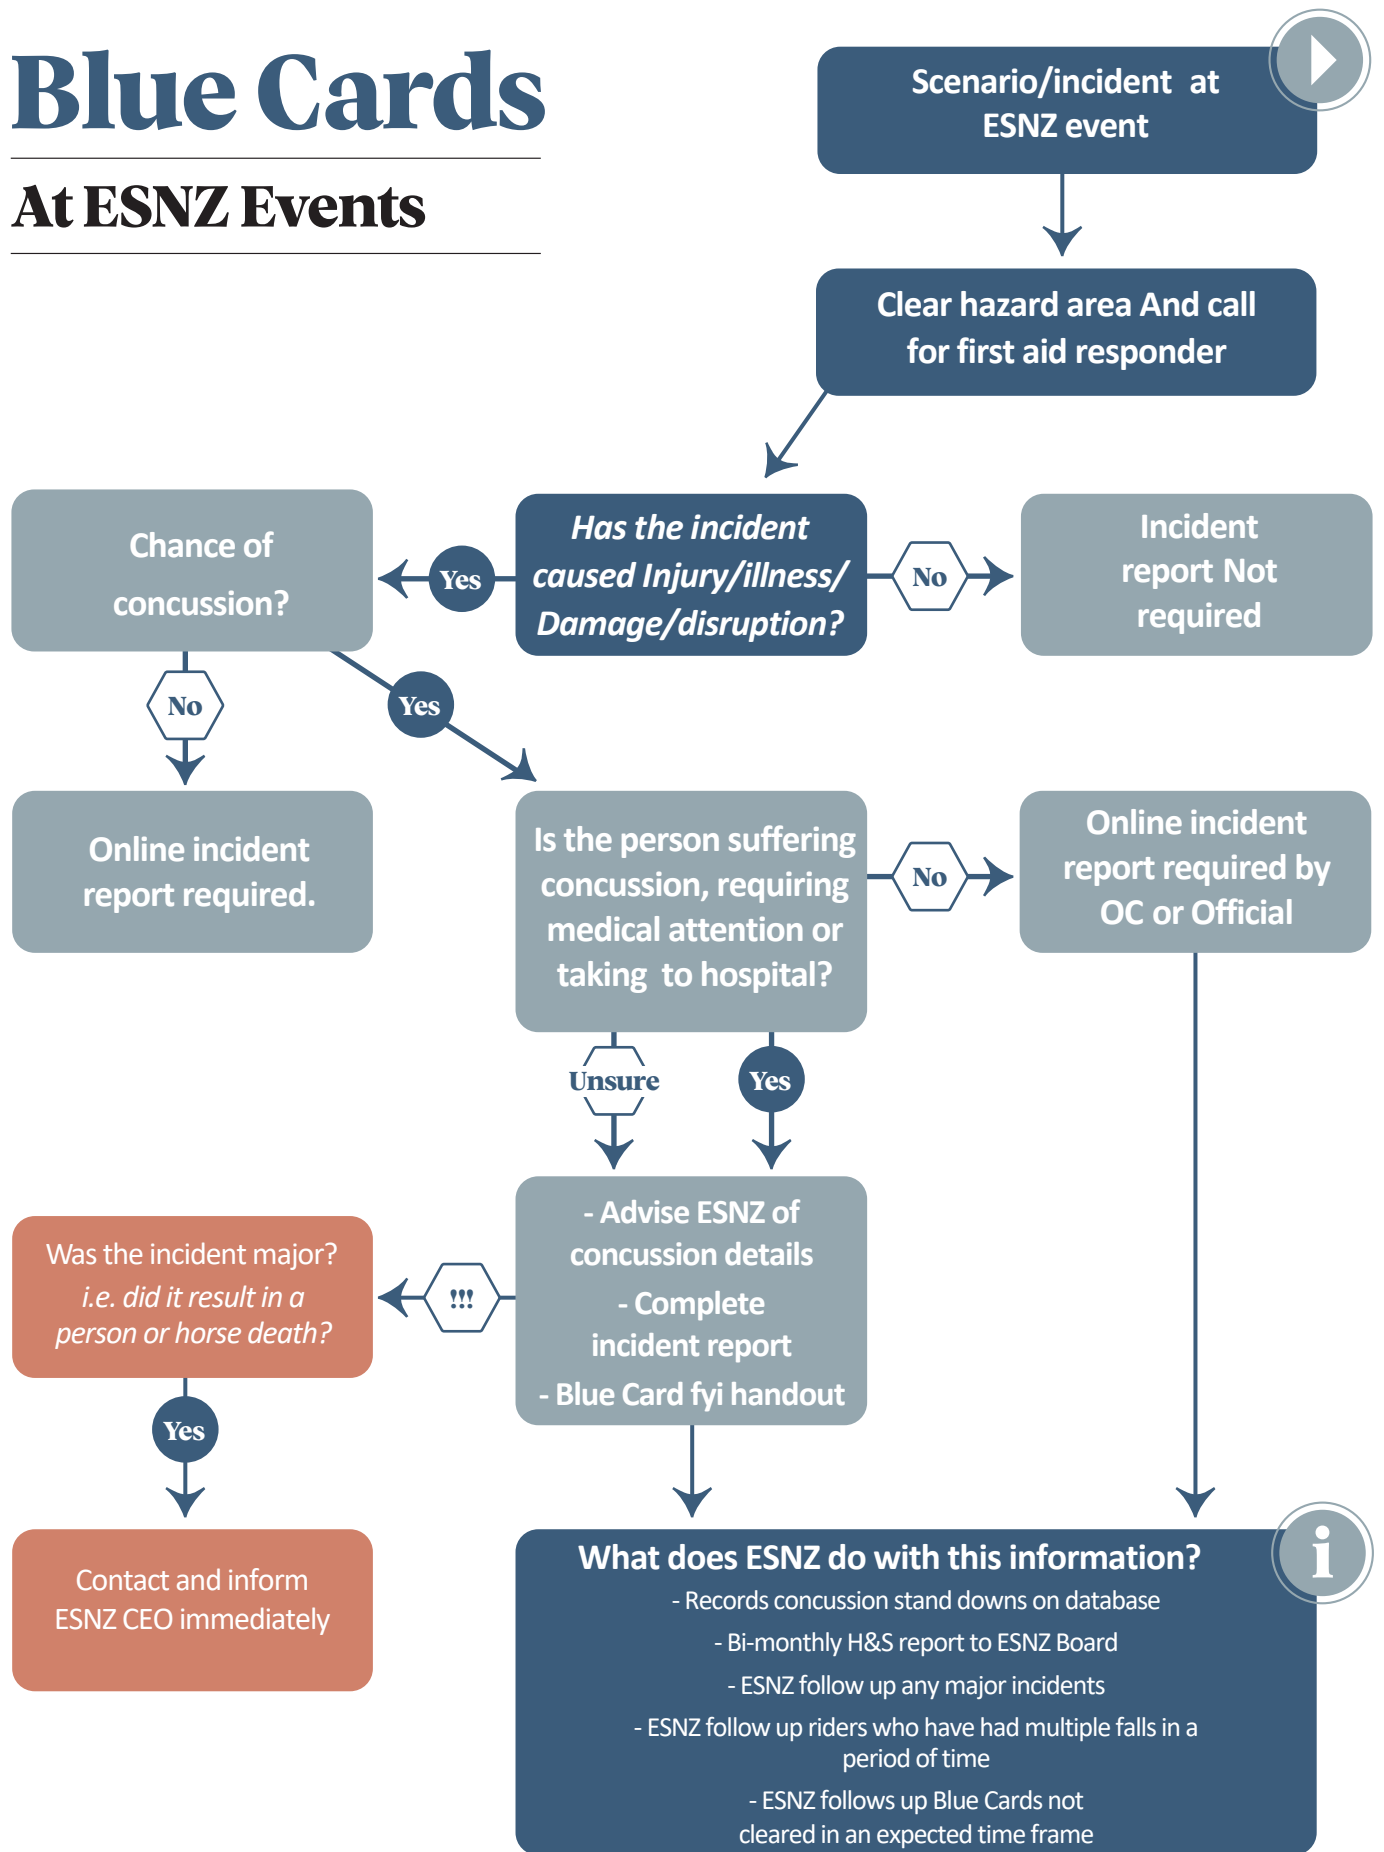 Blue Cards
At ESNZ Events
Scenario/incident at
ESNZ event
Clear hazard area And call
for first aid responder
Has the incident
caused Injury/illness/
Damage/disruption?
No
Incident
report Not
required
Yes
Chance of
concussion?
No
Online incident
report required.
Yes
Is the person suffering
concussion, requiring
medical attention or
taking to hospital?
No
Online incident
report required by
OC or Official
Unsure
Yes
- Advise ESNZ of
concussion details
- Complete
incident report
- Blue Card fyi handout
!!!
Was the incident major?
i.e. did it result in a
person or horse death?
Yes
Contact and inform
ESNZ CEO immediately
i
What does ESNZ do with this information?
- Records concussion stand downs on database
- Bi-monthly H&S report to ESNZ Board
- ESNZ follow up any major incidents
- ESNZ follow up riders who have had multiple falls in a
period of time
- ESNZ follows up Blue Cards not
cleared in an expected time frame